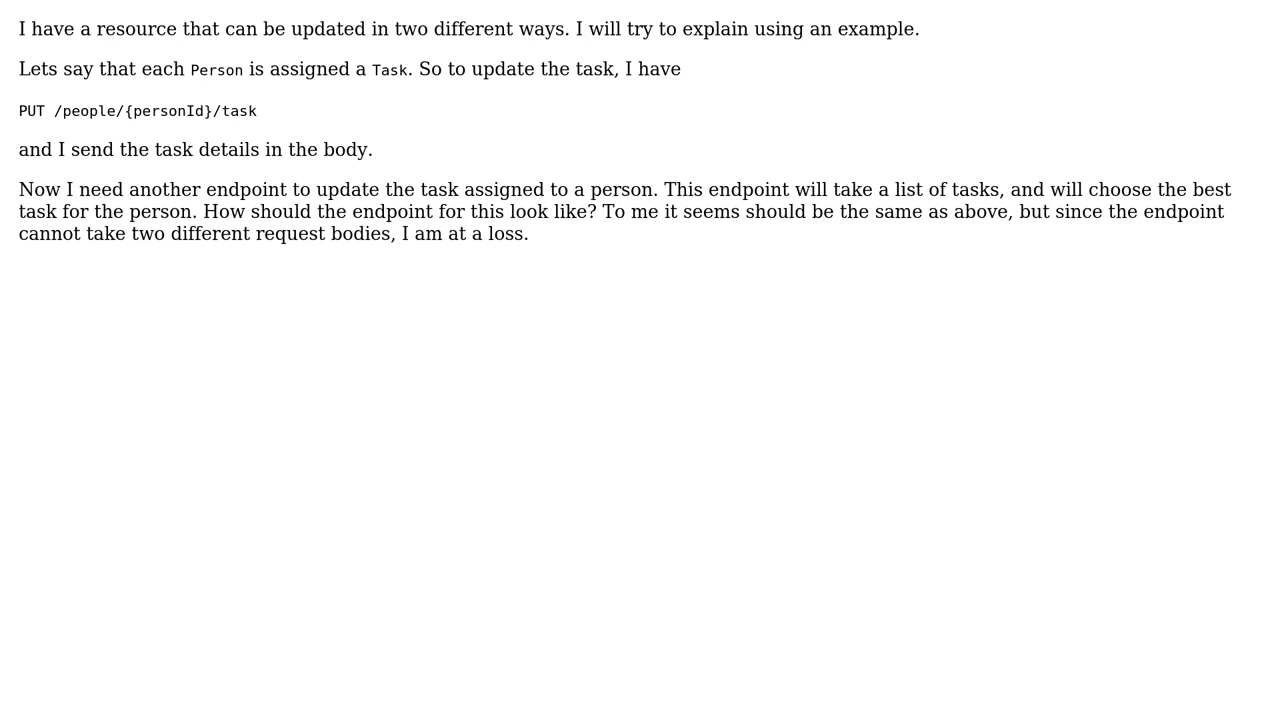 I have a resource that can be updated in two different ways. I will try to explain using an example.
Lets say that each Person is assigned a Task. So to update the task, I have
PUT /people/{personId}/task
and I send the task details in the body.
Now I need another endpoint to update the task assigned to a person. This endpoint will take a list of tasks, and will choose the best
task for the person. How should the endpoint for this look like? To me it seems should be the same as above, but since the endpoint
cannot take two different request bodies, I am at a loss.